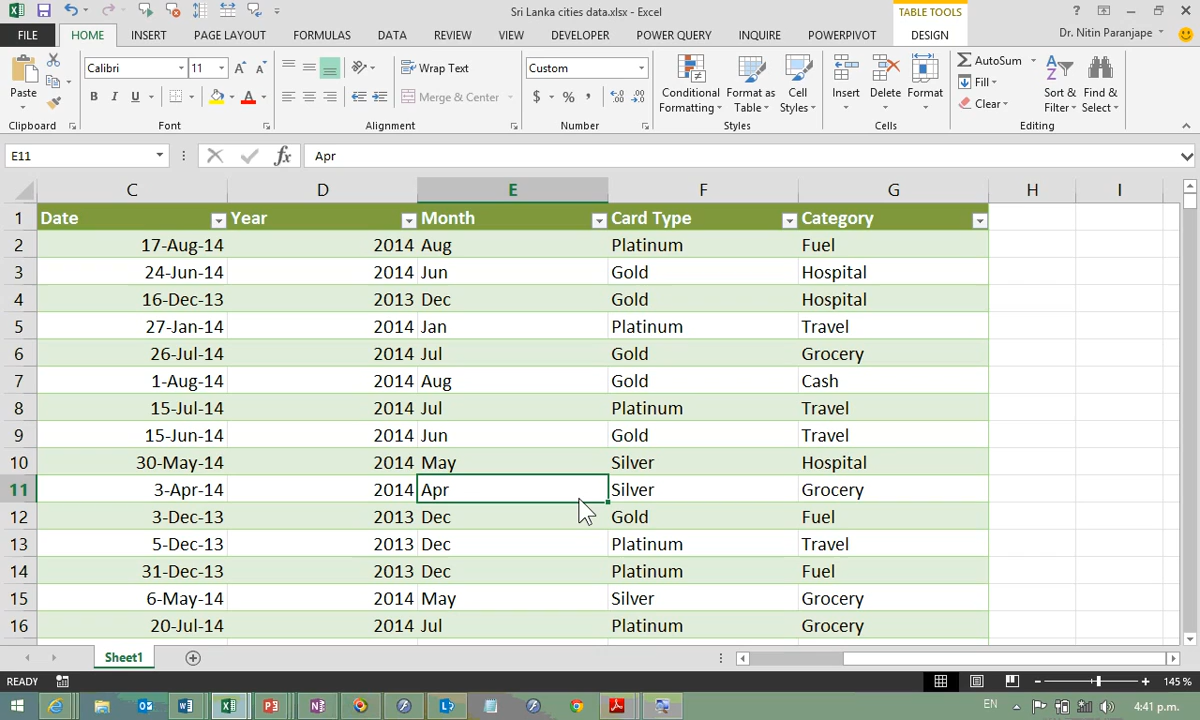 Sri Lanka cities data.xlsx - Excel
TABLE TOOLS
?
FILE HOME INSERT PAGE LAYOUT FORMULAS DATA REVIEW VIEW DEVELOPER POWER QUERY INQUIRE POWERPIVOT DESIGN
Dr. Nitin Paranjape
Paste
Calibri 11
B I U
A A
Wrap Text
Merge & Center
Custom
$ % ,
Conditional Formatting
Format as Table
Cell Styles
Insert Delete Format
AutoSum
Fill
Clear
Sort & Filter
Find & Select
Clipboard Font Alignment Number Styles Cells Editing
E11 fx Apr
C D E F G H I
1 Date Year Month Card Type Category
2 17-Aug-14 2014 Aug Platinum Fuel
3 24-Jun-14 2014 Jun Gold Hospital
4 16-Dec-13 2013 Dec Gold Hospital
5 27-Jan-14 2014 Jan Platinum Travel
6 26-Jul-14 2014 Jul Gold Grocery
7 1-Aug-14 2014 Aug Gold Cash
8 15-Jul-14 2014 Jul Platinum Travel
9 15-Jun-14 2014 Jun Gold Travel
10 30-May-14 2014 May Silver Hospital
11 3-Apr-14 2014 Apr Silver Grocery
12 3-Dec-13 2013 Dec Gold Fuel
13 5-Dec-13 2013 Dec Platinum Travel
14 31-Dec-13 2013 Dec Platinum Fuel
15 6-May-14 2014 May Silver Grocery
16 20-Jul-14 2014 Jul Platinum Grocery
Sheet1
READY
145 %
EN
4:41 p.m.